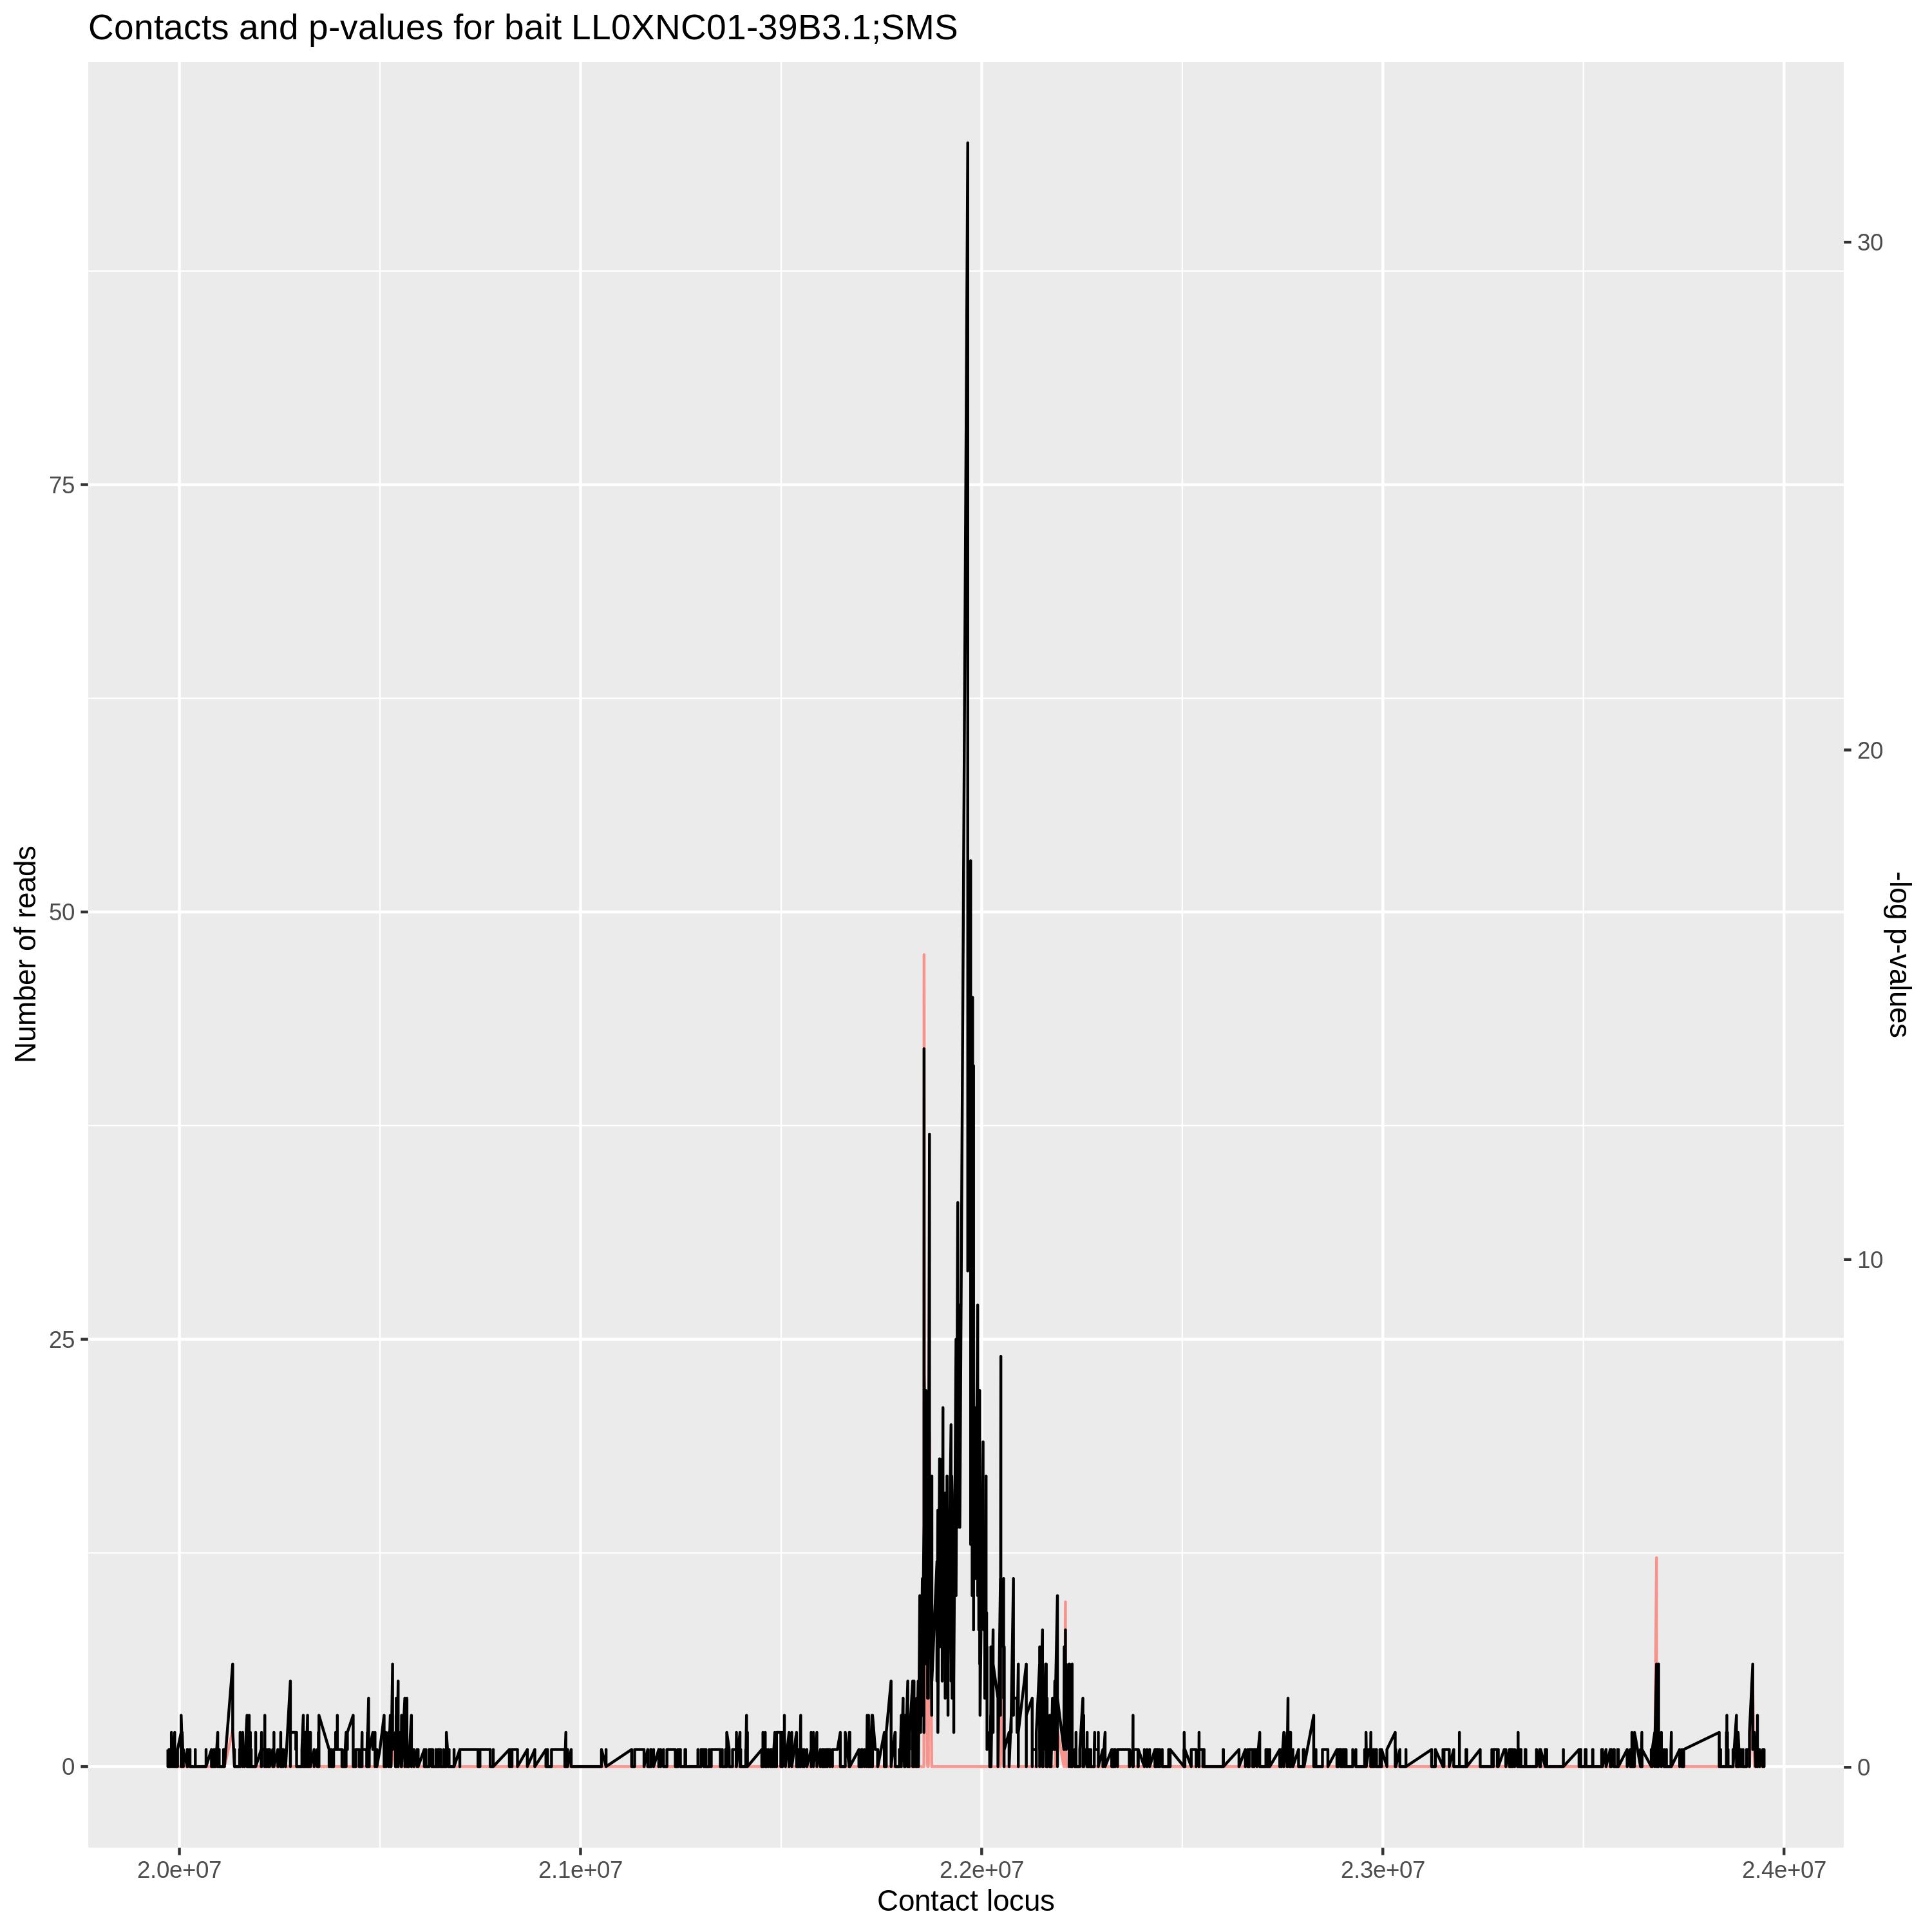 Contacts and p-values for bait LL0XNC01-39B3.1;SMS
Number of reads
75
50
25
0
30
20
10
0
-log p-values
2.0e+07 2.1e+07 2.2e+07 2.3e+07 2.4e+07
Contact locus